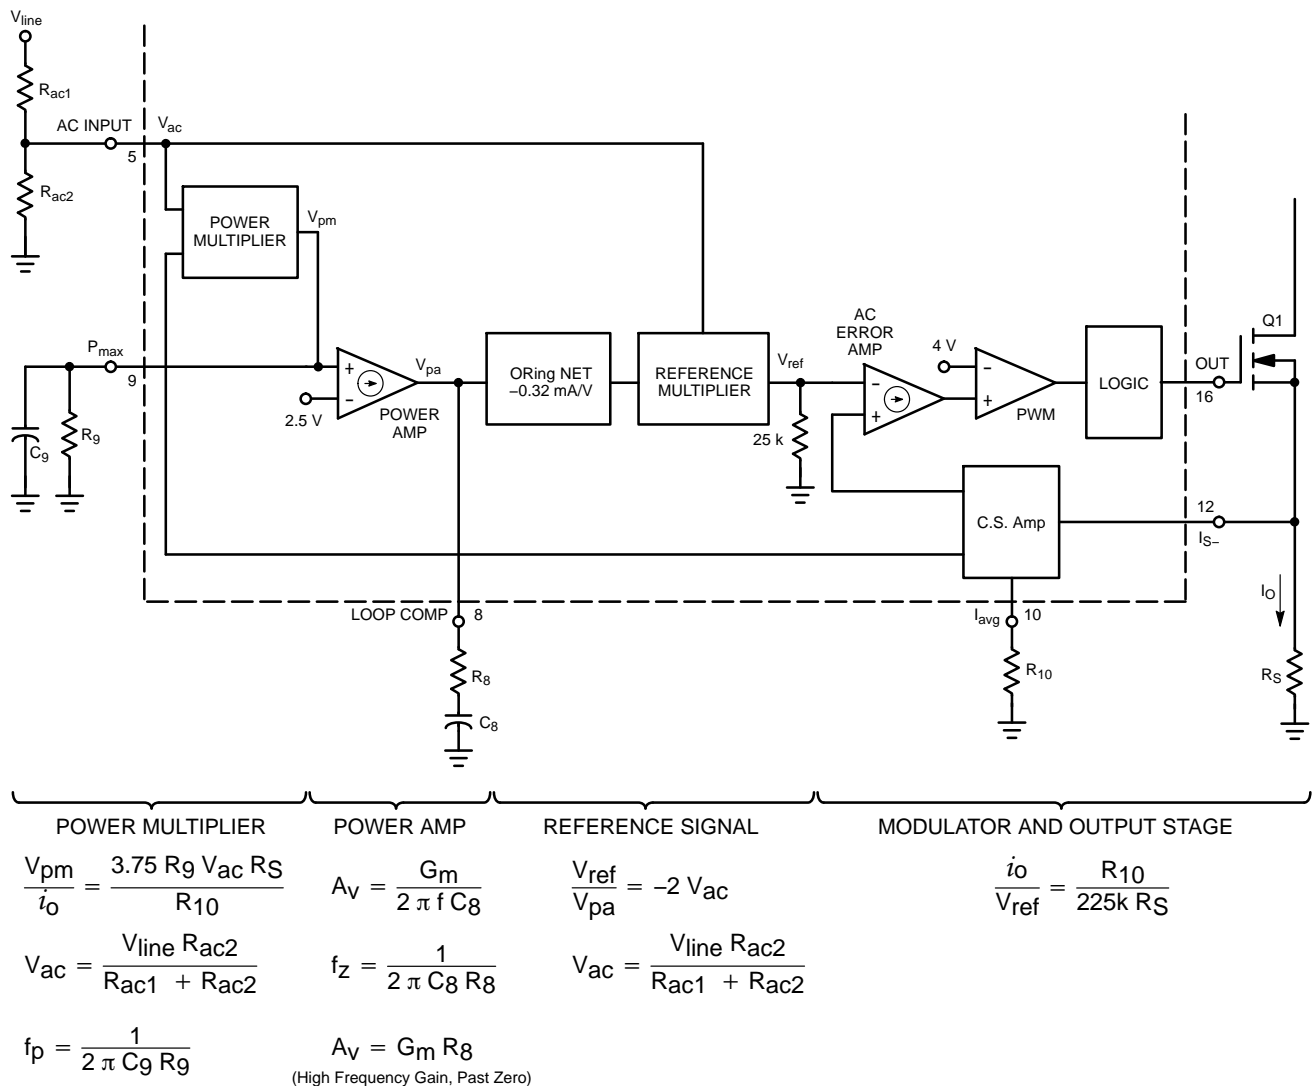 Vline
Rac1
AC INPUT
5
Vac
Rac2
POWER
MULTIPLIER
Vpm
Pmax
9
C9
R9
2.5 V
+
−
Vpa
POWER
AMP
ORing NET
−0.32 mA/V
REFERENCE
MULTIPLIER
Vref
25 k
AC
ERROR
AMP
−
+
4 V
−
+
PWM
LOGIC
OUT
16
Q1
C.S. Amp
12
IS−
LOOP COMP
8
R8
C8
Iavg
10
R10
IO
RS
POWER MULTIPLIER
Vpm/io = 3.75 R9 Vac RS/R10
Vac = Vline Rac2/Rac1 + Rac2
fp = 1/2 π C9 R9
POWER AMP
Av = Gm/2 π f C8
fz = 1/2 π C8 R8
Av = Gm R8
(High Frequency Gain, Past Zero)
REFERENCE SIGNAL
Vref/Vpa = −2 Vac
Vac = Vline Rac2/Rac1 + Rac2
MODULATOR AND OUTPUT STAGE
io/Vref = R10/225k RS